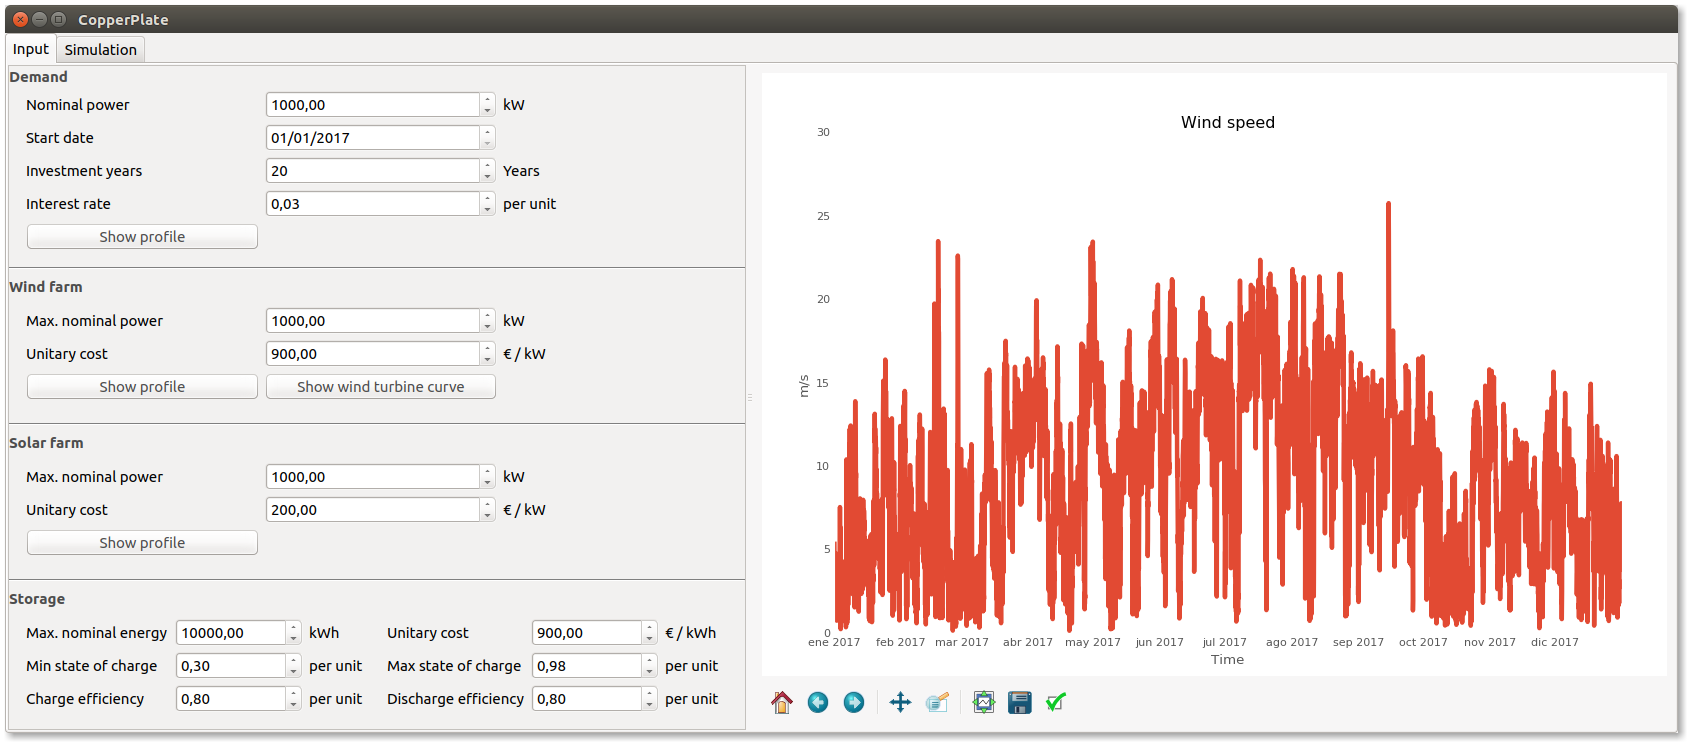 CopperPlate
Input Simulation
Demand
Nominal power 1000,00 kW
Start date 01/01/2017
Investment years 20 Years
Interest rate 0,03 per unit
Show profile
Wind farm
Max. nominal power 1000,00 kW
Unitary cost 900,00 € / kW
Show profile Show wind turbine curve
Solar farm
Max. nominal power 1000,00 kW
Unitary cost 200,00 € / kW
Show profile
Storage
Max. nominal energy 10000,00 kWh Unitary cost 900,00 € / kWh
Min state of charge 0,30 per unit Max state of charge 0,98 per unit
Charge efficiency 0,80 per unit Discharge efficiency 0,80 per unit
Wind speed
30
25
20
15
10
5
0
m/s
ene 2017 feb 2017 mar 2017 abr 2017 may 2017 jun 2017 jul 2017 ago 2017 sep 2017 oct 2017 nov 2017 dic 2017
Time